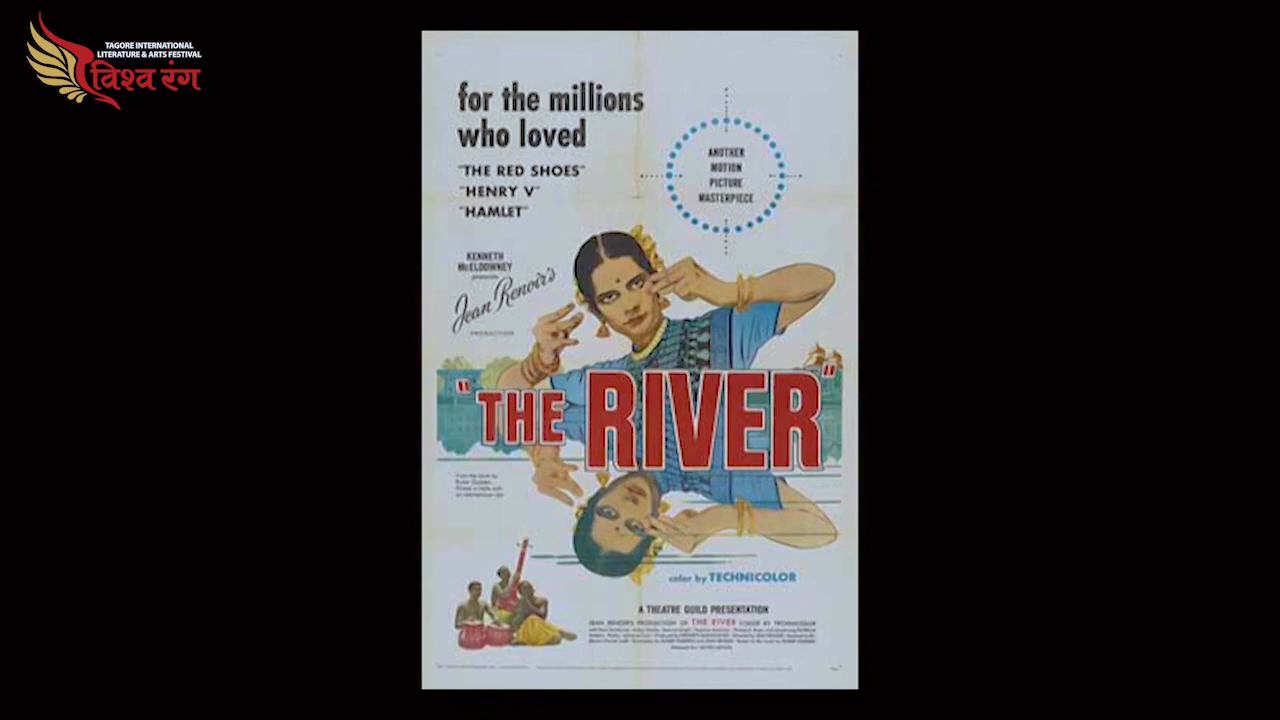 TAGORE INTERNATIONAL
LITERATURE & ARTS FESTIVAL
विश्व रंग
for the millions
who loved
"THE RED SHOES"
"HENRY V"
"HAMLET"
ANOTHER
MOTION
PICTURE
MASTERPIECE
KENNETH
McELDOWNEY
presents
Jean Renoir's
PRODUCTION
"THE RIVER"
color by TECHNICOLOR
A THEATRE GUILD PRESENTATION
JEAN RENOIR'S PRODUCTION OF THE RIVER COLOR BY TECHNICOLOR